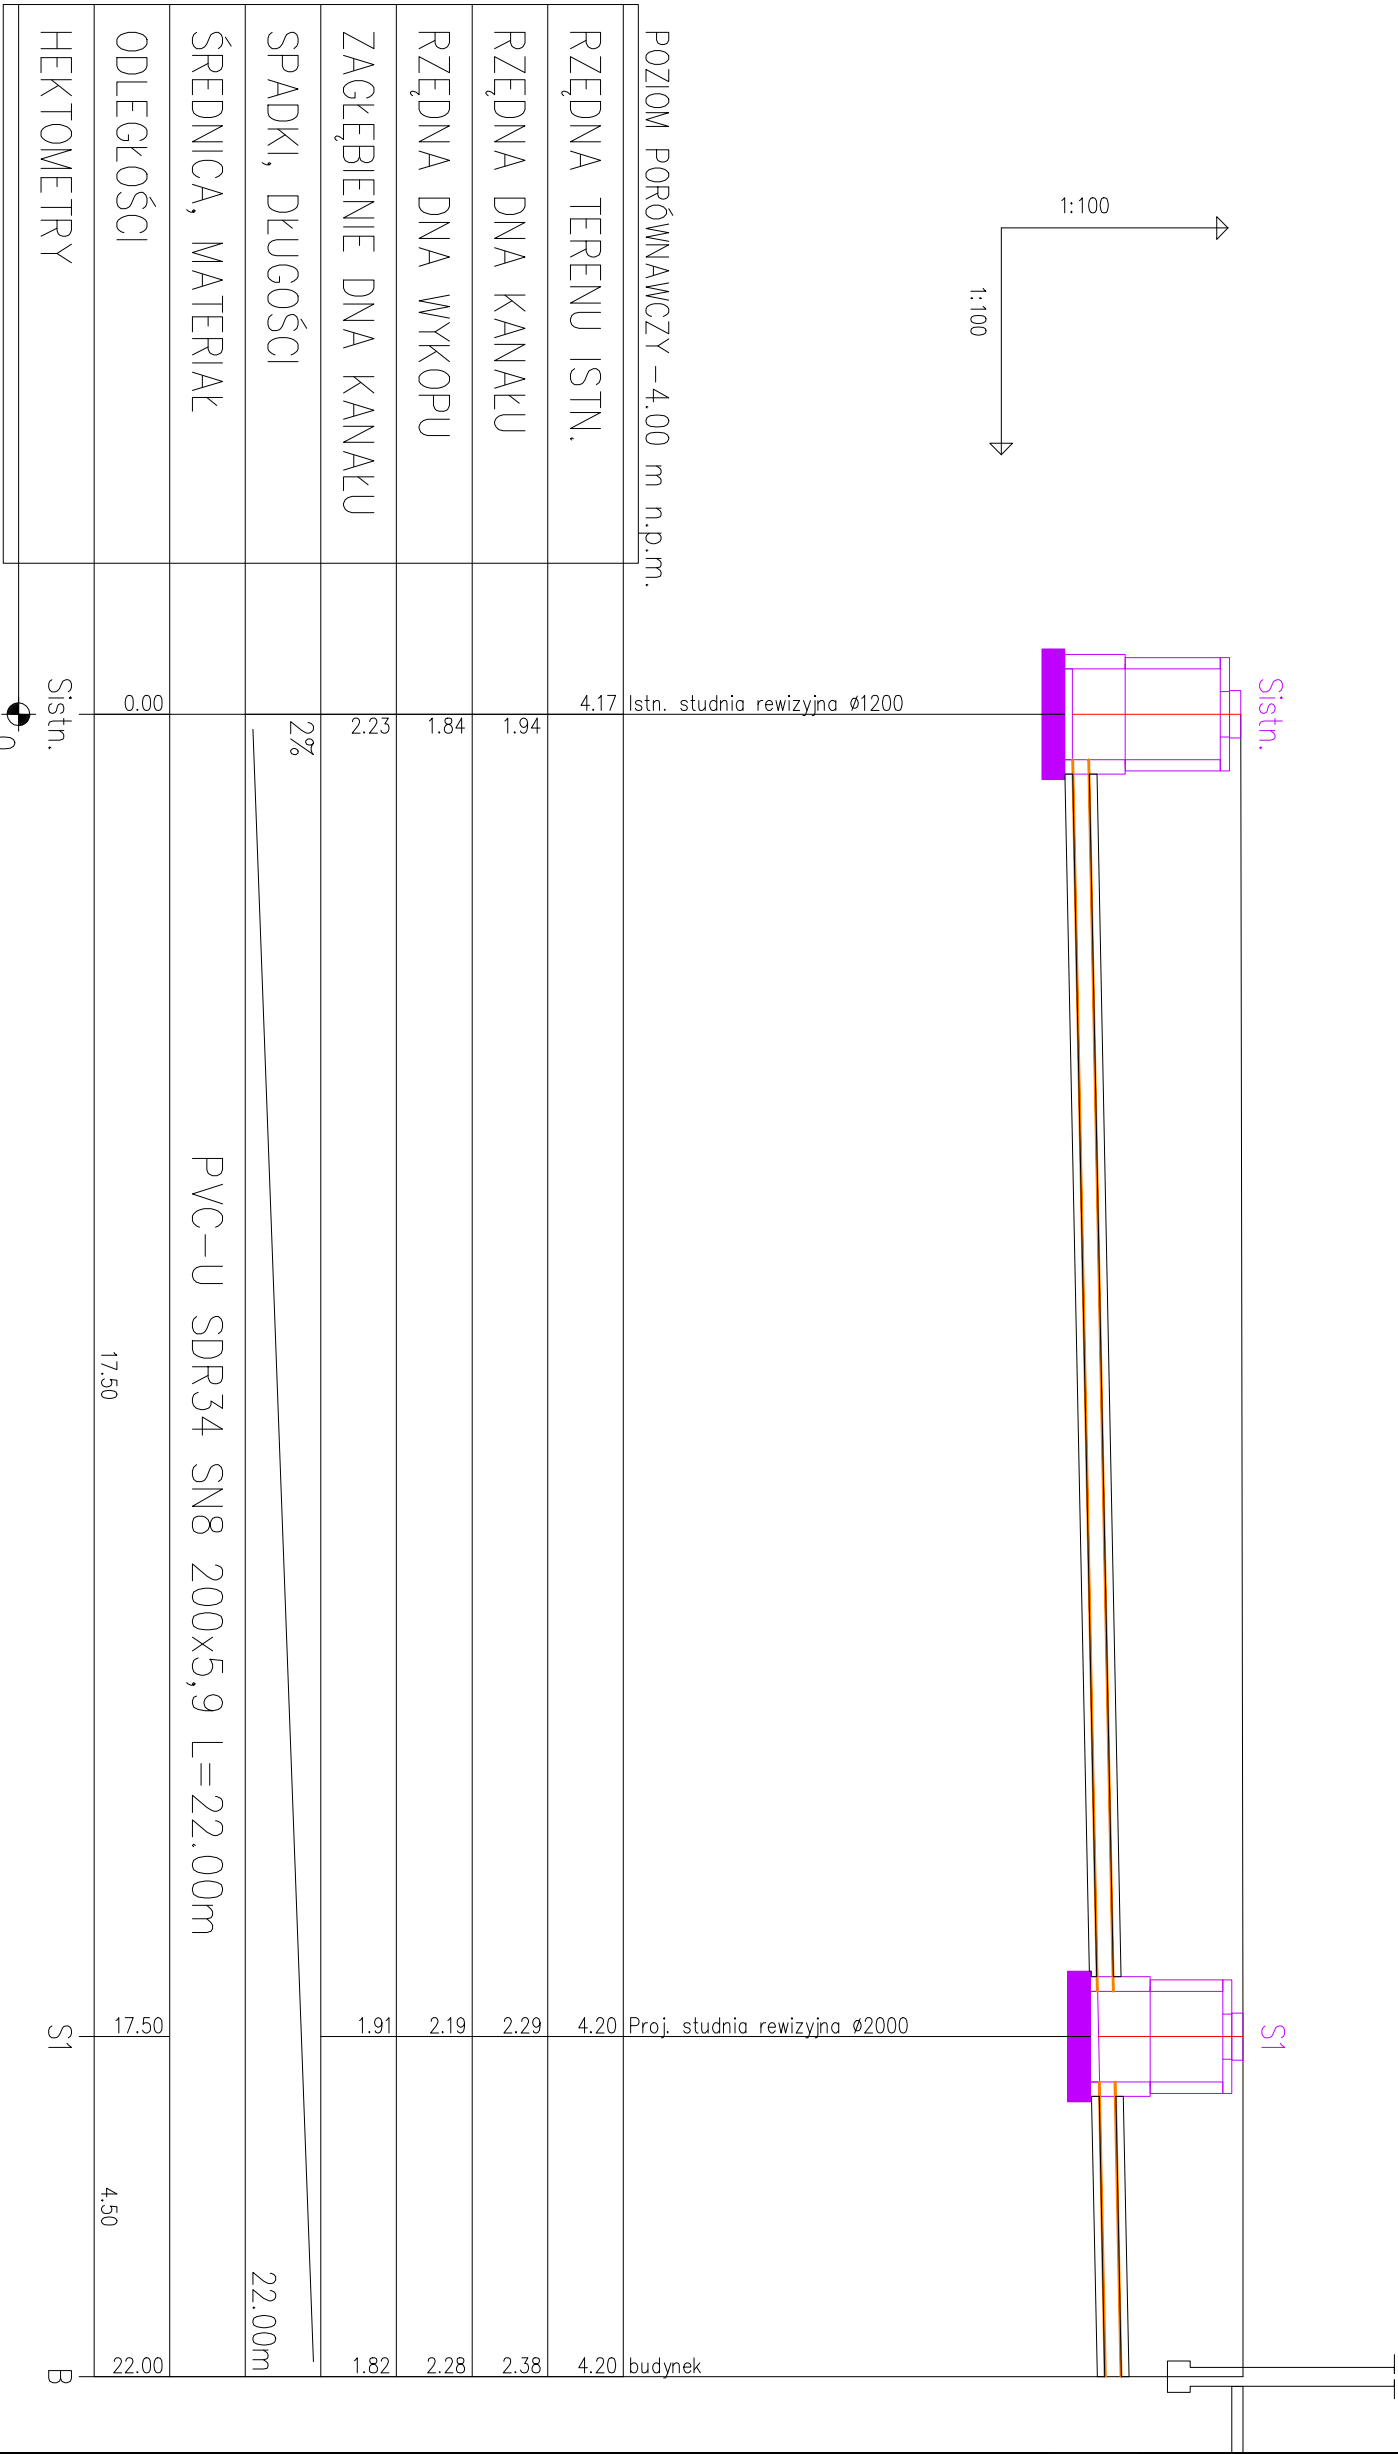 Sistn.
S1
1:100
1:100
POZIOM PORÓWNAWCZY -4.00 m n.p.m.
Istn. studnia rewizyjna ø1200
Proj. studnia rewizyjna ø2000
budynek
RZĘDNA TERENU ISTN. 4.17 4.20 4.20
RZĘDNA DNA KANAŁU 1.94 2.29 2.38
RZĘDNA DNA WYKOPU 1.84 2.19 2.28
ZAGŁĘBIENIE DNA KANAŁU 2.23 1.91 1.82
SPADKI, DŁUGOŚCI 2% 22.00m
ŚREDNICA, MATERIAŁ PVC-U SDR34 SN8 200x5,9 L=22.00m
ODLEGŁOŚCI 0.00 17.50 17.50 4.50 22.00
HEKTOMETRY Sistn. S1 B